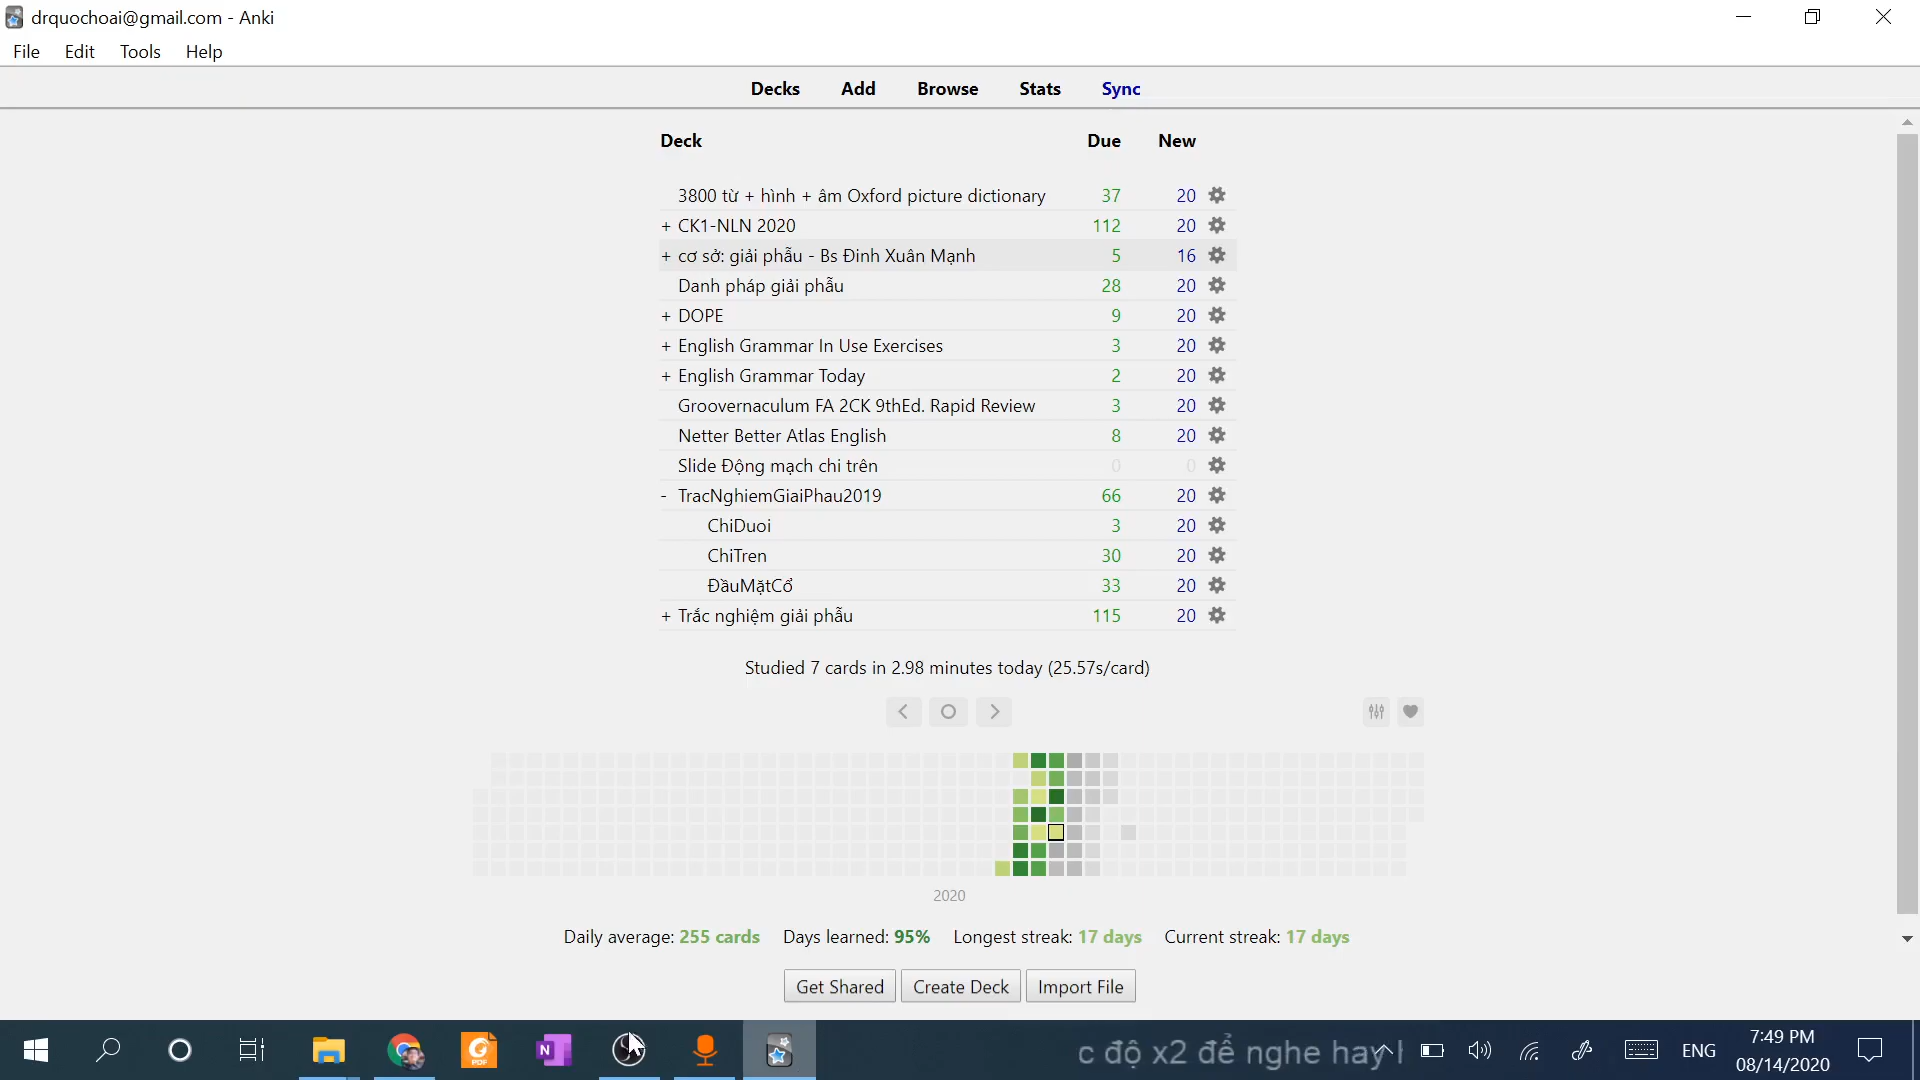 drquochoai@gmail.com - Anki
File Edit Tools Help
Decks Add Browse Stats Sync
Deck Due New
3800 từ + hình + âm Oxford picture dictionary 37 20
+ CK1-NLN 2020 112 20
+ cơ sở: giải phẫu - Bs Đinh Xuân Mạnh 5 16
Danh pháp giải phẫu 28 20
+ DOPE 9 20
+ English Grammar In Use Exercises 3 20
+ English Grammar Today 2 20
Groovernaculum FA 2CK 9thEd. Rapid Review 3 20
Netter Better Atlas English 8 20
Slide Động mạch chi trên 0 0
- TracNghiemGiaiPhau2019 66 20
ChiDuoi 3 20
ChiTren 30 20
ĐầuMặtCổ 33 20
+ Trắc nghiệm giải phẫu 115 20
Studied 7 cards in 2.98 minutes today (25.57s/card)
2020
Daily average: 255 cards Days learned: 95% Longest streak: 17 days Current streak: 17 days
Get Shared Create Deck Import File
PDF N c độ x2 để nghe hay ENG 7:49 PM
08/14/2020